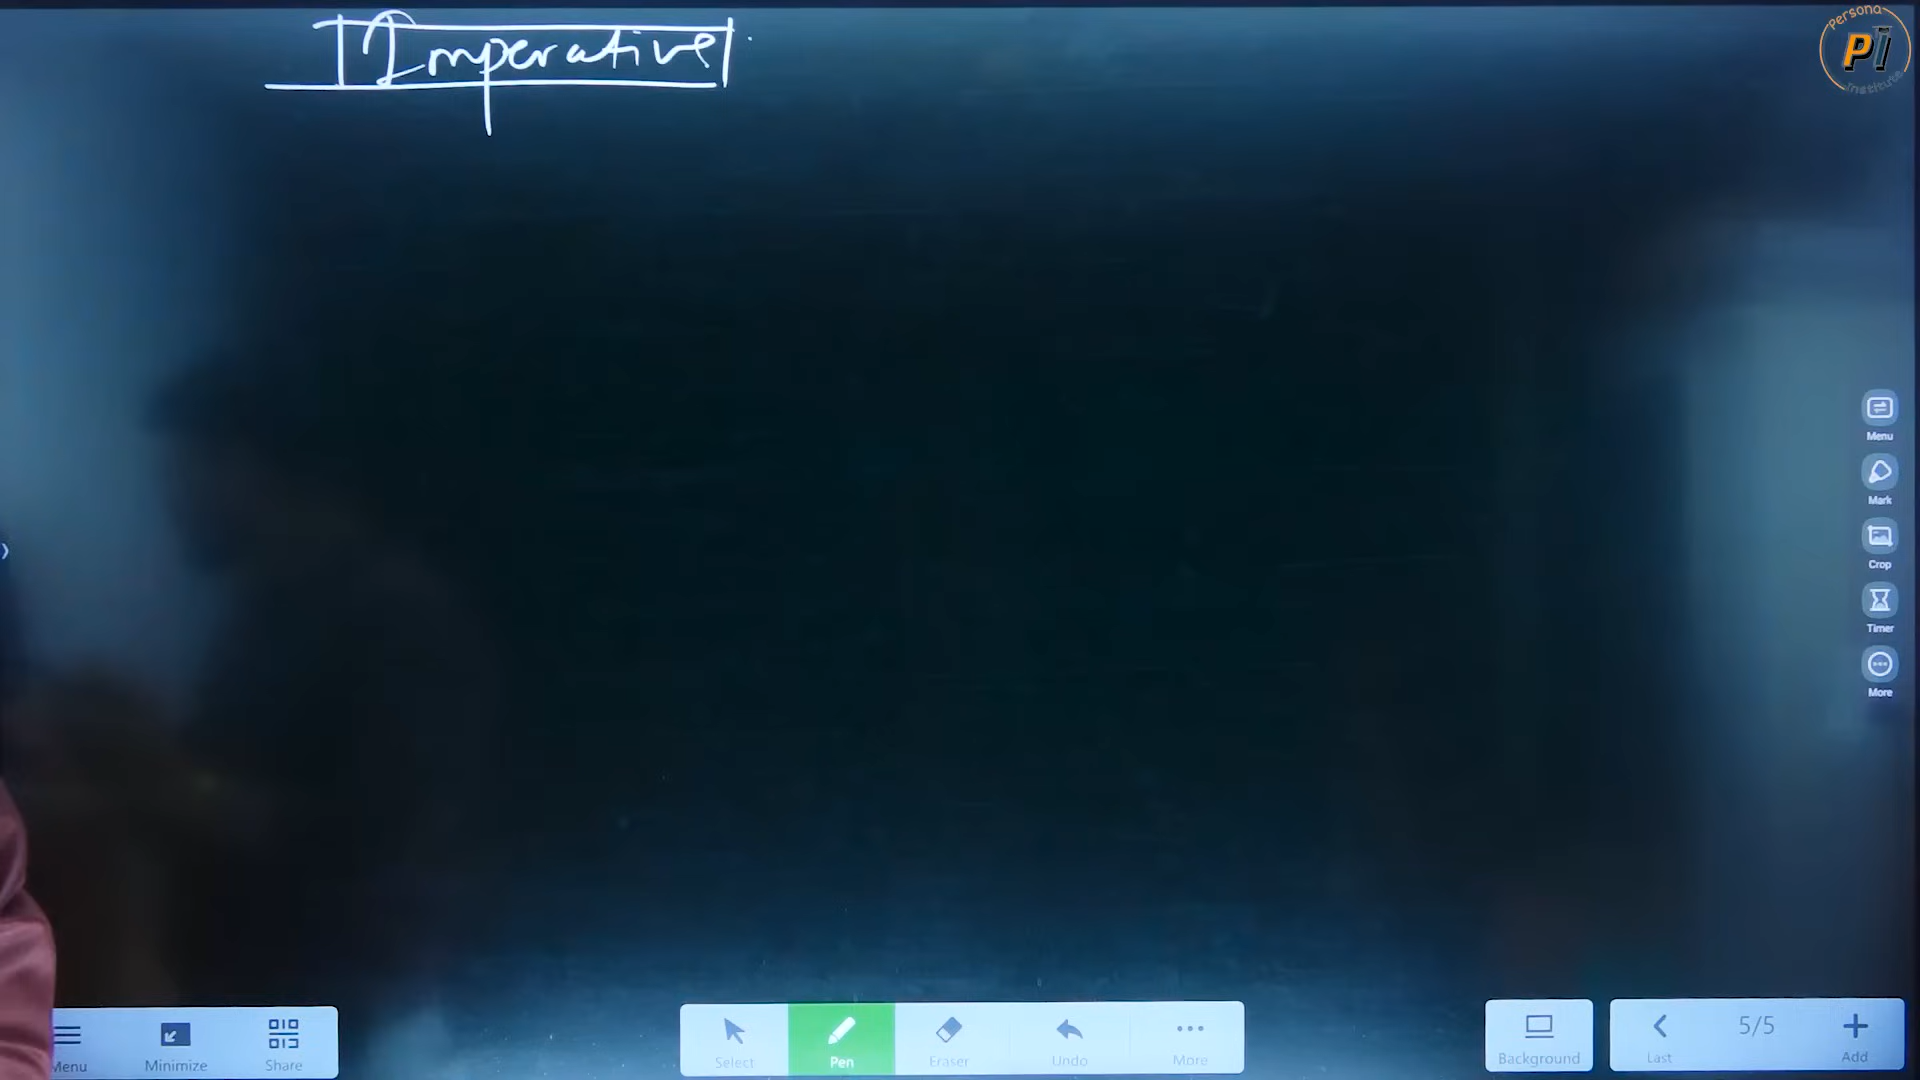 Imperative
Persona
PI
Institute
Menu
Mark
Crop
Timer
More
Menu
Minimize
Share
Select
Pen
Eraser
Undo
More
Background
Last
5/5
Add